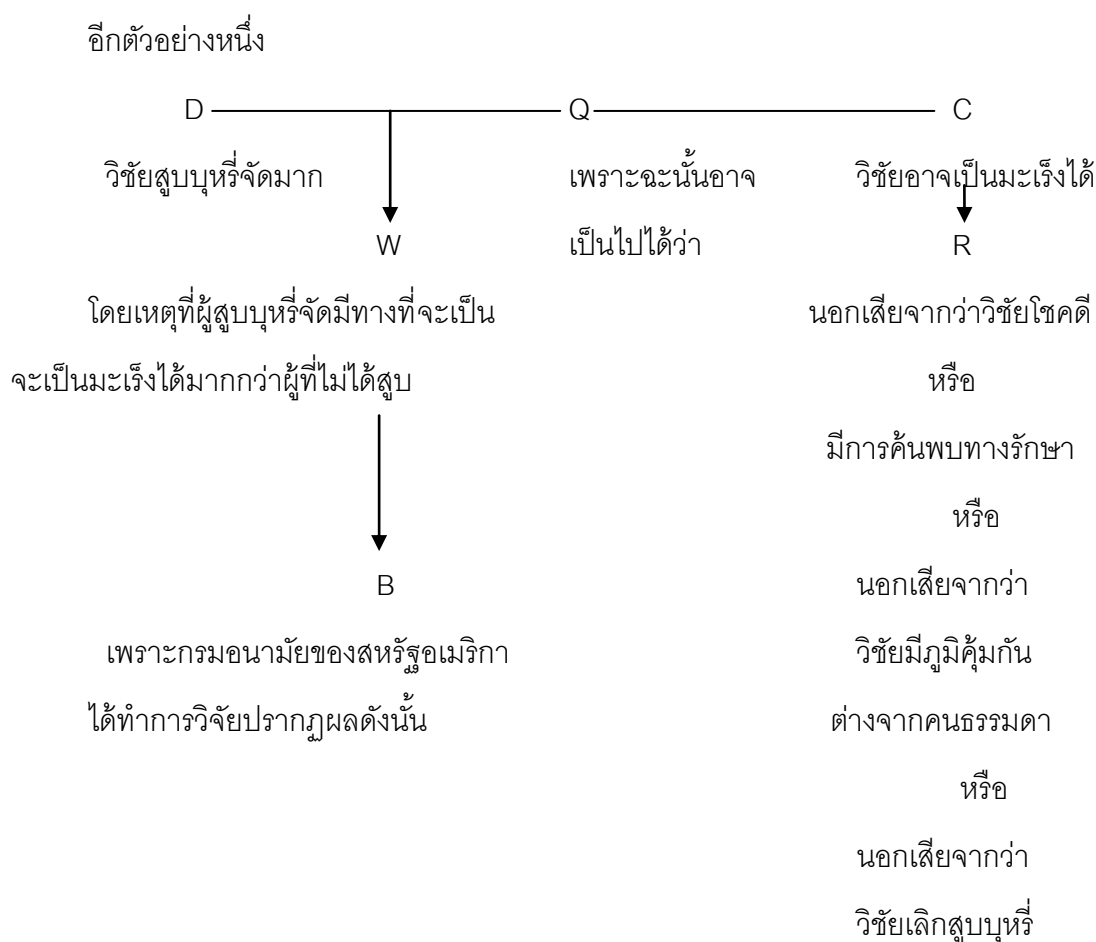 อีกตัวอย่างหนึ่ง
D Q C
วิชัยสูบบุหรี่จัดมาก เพราะฉะนั้นอาจ วิชัยอาจเป็นมะเร็งได้
W เป็นไปได้ว่า R
โดยเหตุที่ผู้สูบบุหรี่จัดมีทางที่จะเป็น นอกเสียจากว่าวิชัยโชคดี
จะเป็นมะเร็งได้มากกว่าผู้ที่ไม่ได้สูบ หรือ
มีการค้นพบทางรักษา
หรือ
B นอกเสียจากว่า
เพราะกรมอนามัยของสหรัฐอเมริกา วิชัยมีภูมิคุ้มกัน
ได้ทำการวิจัยปรากฏผลดังนั้น ต่างจากคนธรรมดา
หรือ
นอกเสียจากว่า
วิชัยเลิกสูบบุหรี่